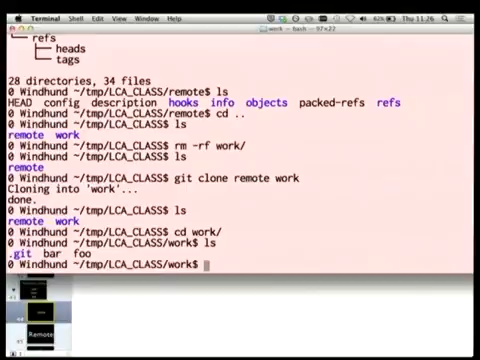 Terminal Shell Edit View Window Help
Thu 11:26
work — 97×22
refs
heads
tags
28 directories, 34 files
0 Windhund ~/tmp/LCA_CLASS/remote$ ls
HEAD config description hooks info objects packed-refs refs
0 Windhund ~/tmp/LCA_CLASS/remote$ cd ..
0 Windhund ~/tmp/LCA_CLASS$ ls
remote work
0 Windhund ~/tmp/LCA_CLASS$ rm -rf work/
0 Windhund ~/tmp/LCA_CLASS$ ls
remote
0 Windhund ~/tmp/LCA_CLASS$ git clone remote work
Cloning into 'work'...
done.
0 Windhund ~/tmp/LCA_CLASS$ ls
remote work
0 Windhund ~/tmp/LCA_CLASS$ cd work/
0 Windhund ~/tmp/LCA_CLASS/work$ ls
.git bar foo
0 Windhund ~/tmp/LCA_CLASS/work$
Remote